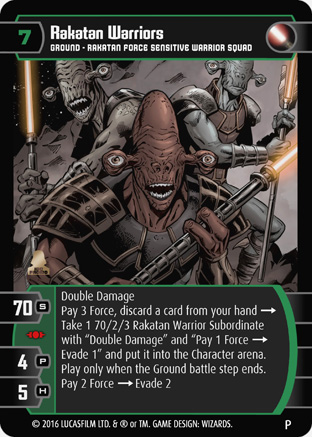 7
Rakatan Warriors
GROUND - RAKATAN FORCE SENSITIVE WARRIOR SQUAD
70 S
4 P
5 H
Double Damage
Pay 3 Force, discard a card from your hand →
Take 1 70/2/3 Rakatan Warrior Subordinate
with "Double Damage" and "Pay 1 Force →
Evade 1" and put it into the Character arena.
Play only when the Ground battle step ends.
Pay 2 Force → Evade 2
© 2016 LUCASFILM LTD. & ® or TM. GAME DESIGN: WIZARDS.
P